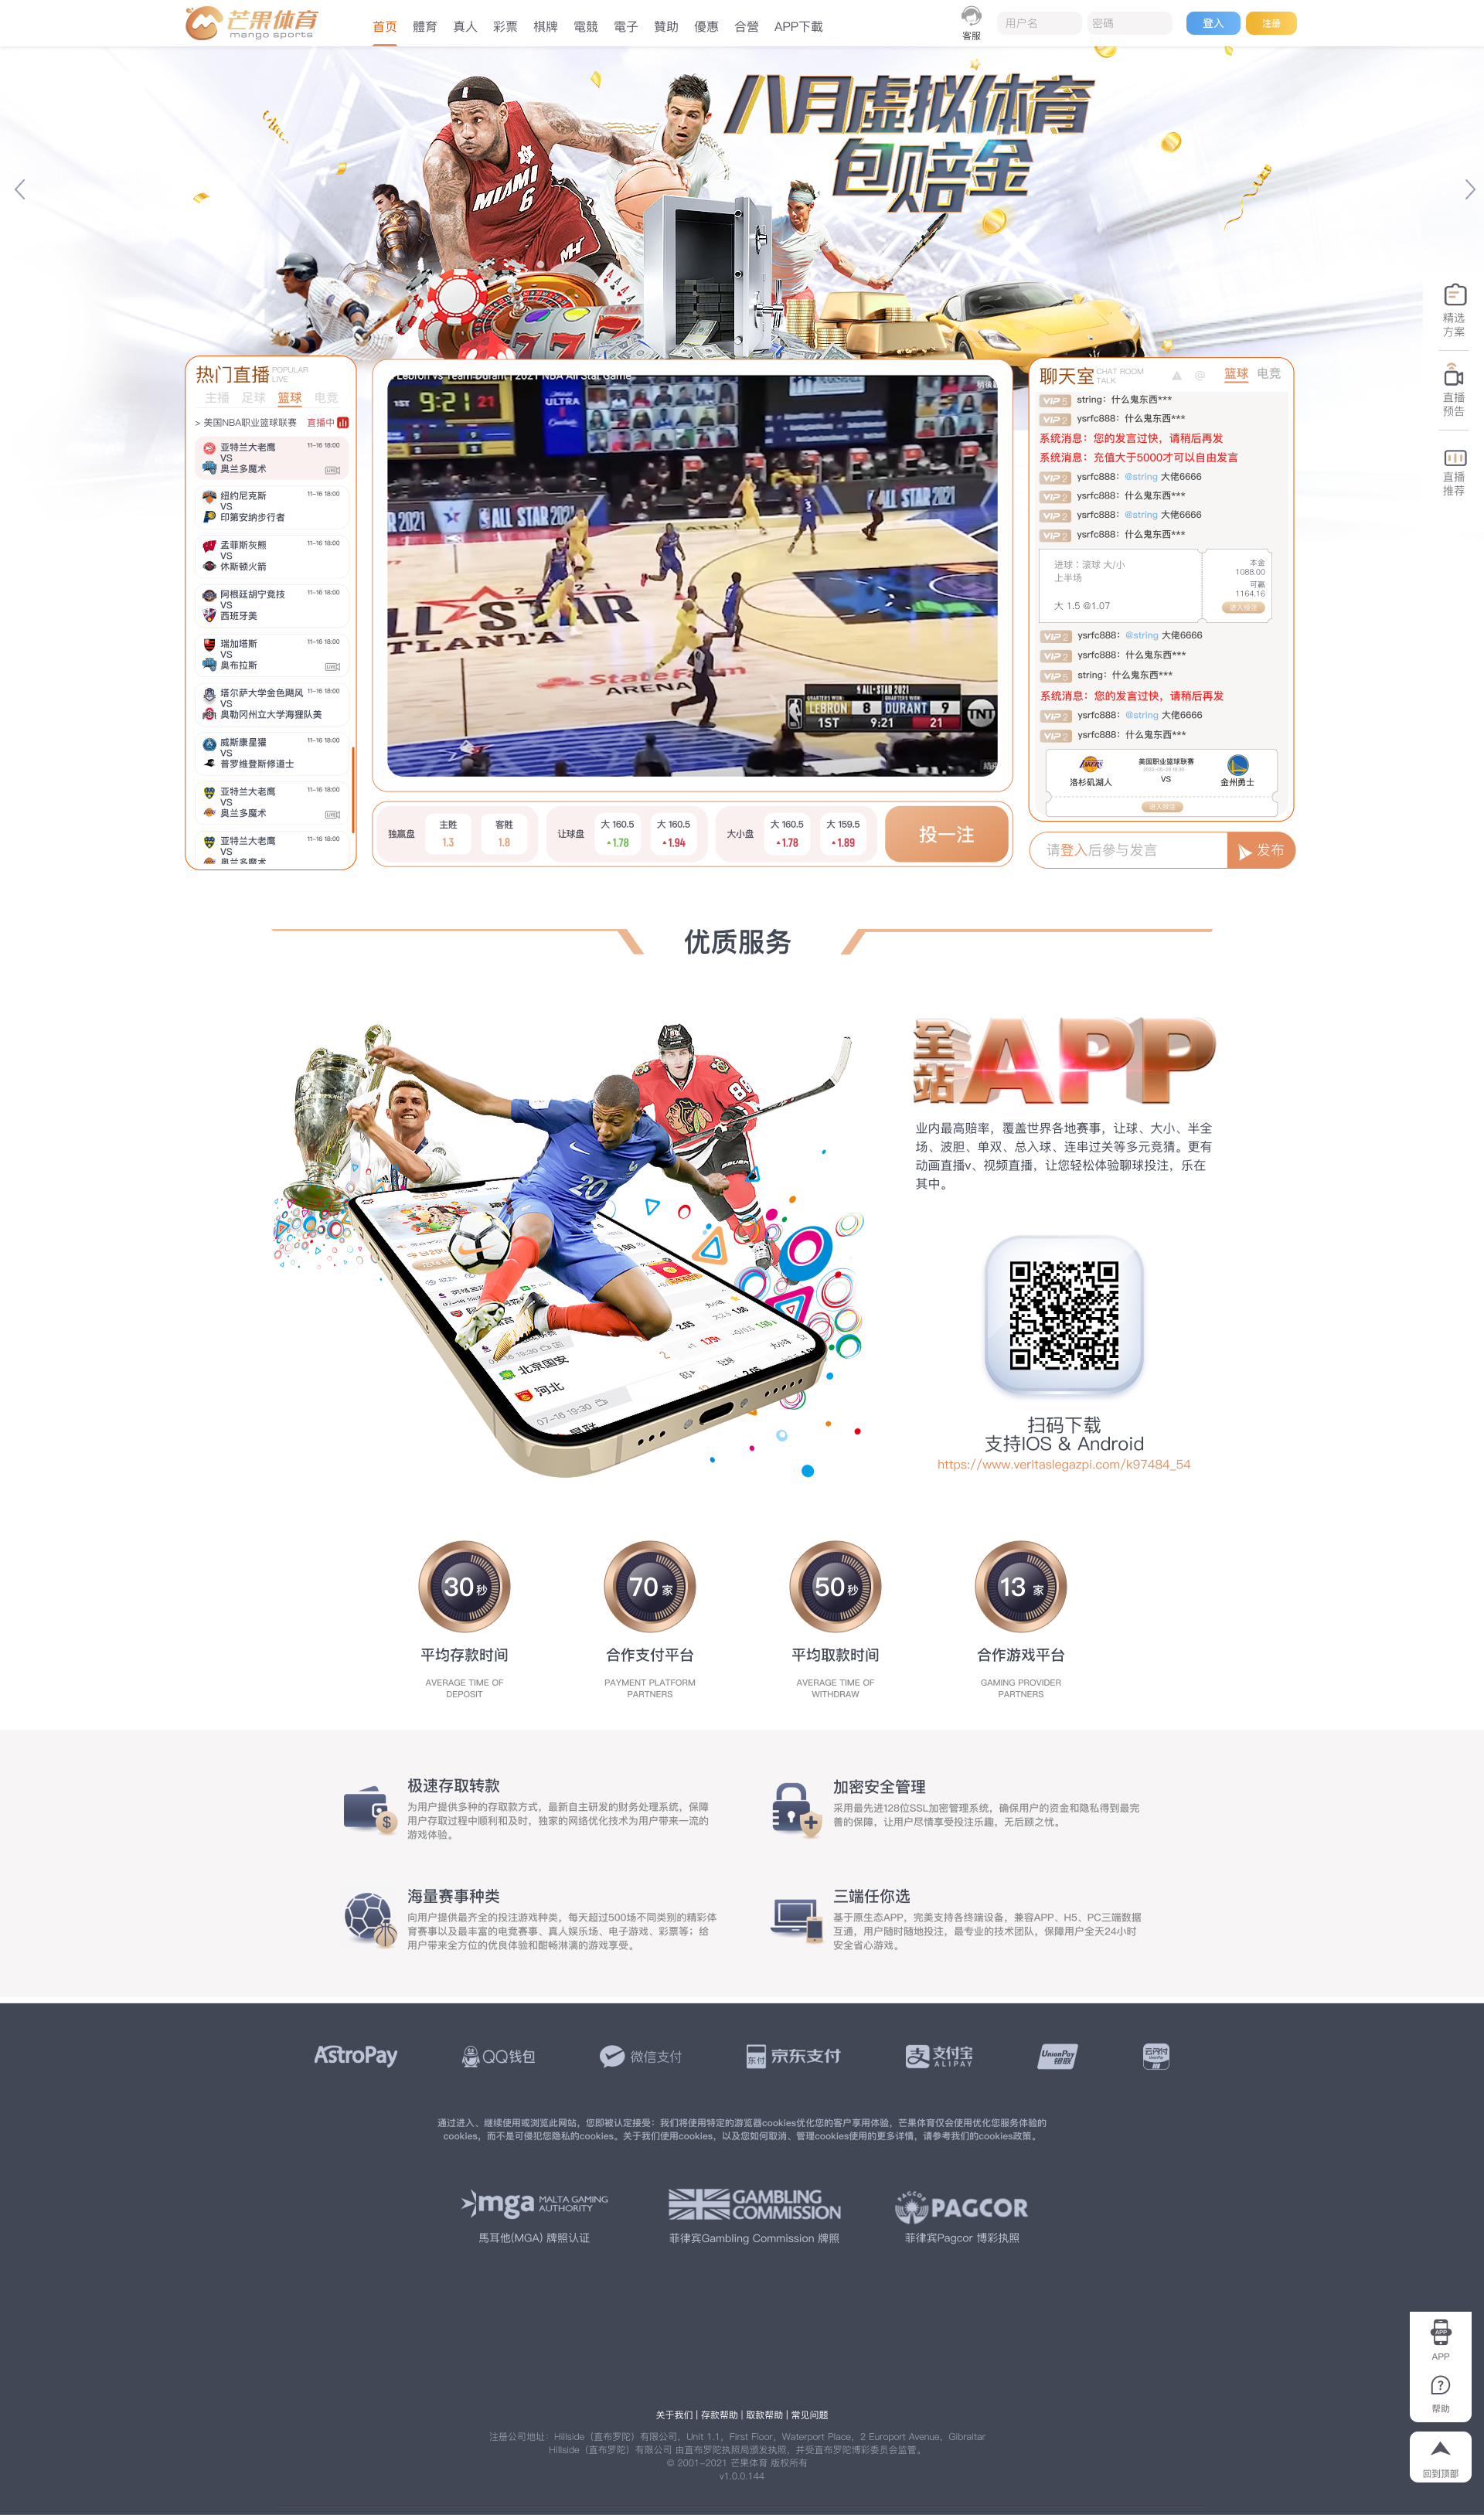 芒果体育
mango sports
首页 體育 真人 彩票 棋牌 電競 電子 贊助 優惠 合營 APP下載
客服
用户名
密碼
登入
注册
八月虚拟体育
包赔金
MIAMI
6
精选
方案
直播
预告
直播
推荐
热门直播 POPULAR LIVE
主播 足球 篮球 电竞
> 美国NBA职业篮球联赛 直播中
亚特兰大老鹰 11-16 18:00
VS
奥兰多魔术
纽约尼克斯 11-16 18:00
VS
印第安纳步行者
孟菲斯灰熊 11-16 18:00
VS
休斯顿火箭
阿根廷胡宁竞技 11-16 18:00
VS
西班牙美
瑞加塔斯 11-16 18:00
VS
奥布拉斯
塔尔萨大学金色飓风 11-16 18:00
VS
奥勒冈州立大学海狸队美
威斯康星獾 11-16 18:00
VS
普罗维登斯修道士
亚特兰大老鹰 11-16 18:00
VS
奥兰多魔术
亚特兰大老鹰 11-16 18:00
VS
奥兰多魔术
Lebron vs Team-Durant | 2021 NBA All Star Game
1ST 9:21 21
ALL STAR 2021
ALL STAR
LOS ANGELES
ATLANTA
State Farm
ARENA
ALL-STAR 2021
LEBRON 8 DURANT 9
1ST 9:21 21
TNT
独赢盘
主胜
1.3
客胜
1.8
让球盘
大 160.5
1.78
大 160.5
1.94
大小盘
大 160.5
1.78
大 159.5
1.89
投一注
聊天室 CHAT ROOM TALK
篮球 电竞
VIP 5 string：什么鬼东西***
VIP 2 ysrfc888：什么鬼东西***
系统消息：您的发言过快，请稍后再发
系统消息：充值大于5000才可以自由发言
VIP 2 ysrfc888：@string 大佬6666
VIP 2 ysrfc888：什么鬼东西***
VIP 2 ysrfc888：@string 大佬6666
VIP 2 ysrfc888：什么鬼东西***
进球：滚球 大/小
上半场
大 1.5 @1.07
本金
1088.00
可赢
1164.16
进入投注
VIP 2 ysrfc888：@string 大佬6666
VIP 2 ysrfc888：什么鬼东西***
VIP 5 string：什么鬼东西***
系统消息：您的发言过快，请稍后再发
VIP 2 ysrfc888：@string 大佬6666
VIP 2 ysrfc888：什么鬼东西***
美国职业篮球联赛
洛杉矶湖人 VS 金州勇士
进入投注
请登入后參与发言
发布
优质服务
全站APP
业内最高赔率，覆盖世界各地赛事，让球、大小、半全
场、波胆、单双、总入球、连串过关等多元竞猜。更有
动画直播v、视频直播，让您轻松体验聊球投注，乐在
其中。
20
88
北京国安
河北
07-16 19:30
扫码下载
支持IOS & Android
https://www.veritaslegazpi.com/k97484_54
30秒
平均存款时间
AVERAGE TIME OF
DEPOSIT
70家
合作支付平台
PAYMENT PLATFORM
PARTNERS
50秒
平均取款时间
AVERAGE TIME OF
WITHDRAW
13家
合作游戏平台
GAMING PROVIDER
PARTNERS
极速存取转款
为用户提供多种的存取款方式，最新自主研发的财务处理系统，保障
用户存取过程中顺利和及时，独家的网络优化技术为用户带来一流的
游戏体验。
加密安全管理
采用最先进128位SSL加密管理系统，确保用户的资金和隐私得到最完
善的保障，让用户尽情享受投注乐趣，无后顾之忧。
海量赛事种类
向用户提供最齐全的投注游戏种类，每天超过500场不同类别的精彩体
育赛事以及最丰富的电竞赛事、真人娱乐场、电子游戏、彩票等；给
用户带来全方位的优良体验和酣畅淋漓的游戏享受。
三端任你选
基于原生态APP，完美支持各终端设备，兼容APP、H5、PC三端数据
互通，用户随时随地投注，最专业的技术团队，保障用户全天24小时
安全省心游戏。
AstroPay QQ钱包 微信支付 京东支付 支付宝 ALIPAY UnionPay 银联 云闪付
通过进入、继续使用或浏览此网站，您即被认定接受：我们将使用特定的游览器cookies优化您的客户享用体验，芒果体育仅会使用优化您服务体验的
cookies，而不是可侵犯您隐私的cookies。关于我们使用cookies，以及您如何取消、管理cookies使用的更多详情，请参考我们的cookies政策。
mga MALTA GAMING AUTHORITY
馬耳他(MGA) 牌照认证
GAMBLING COMMISSION
菲律宾Gambling Commission 牌照
PAGCOR
菲律宾Pagcor 博彩执照
APP
帮助
回到顶部
关于我们 | 存款帮助 | 取款帮助 | 常见问题
注册公司地址：Hillside（直布罗陀）有限公司，Unit 1.1，First Floor，Waterport Place，2 Europort Avenue，Gibraltar
Hillside（直布罗陀）有限公司 由直布罗陀执照局颁发执照，并受直布罗陀博彩委员会监管。
© 2001-2021 芒果体育 版权所有
v1.0.0.144